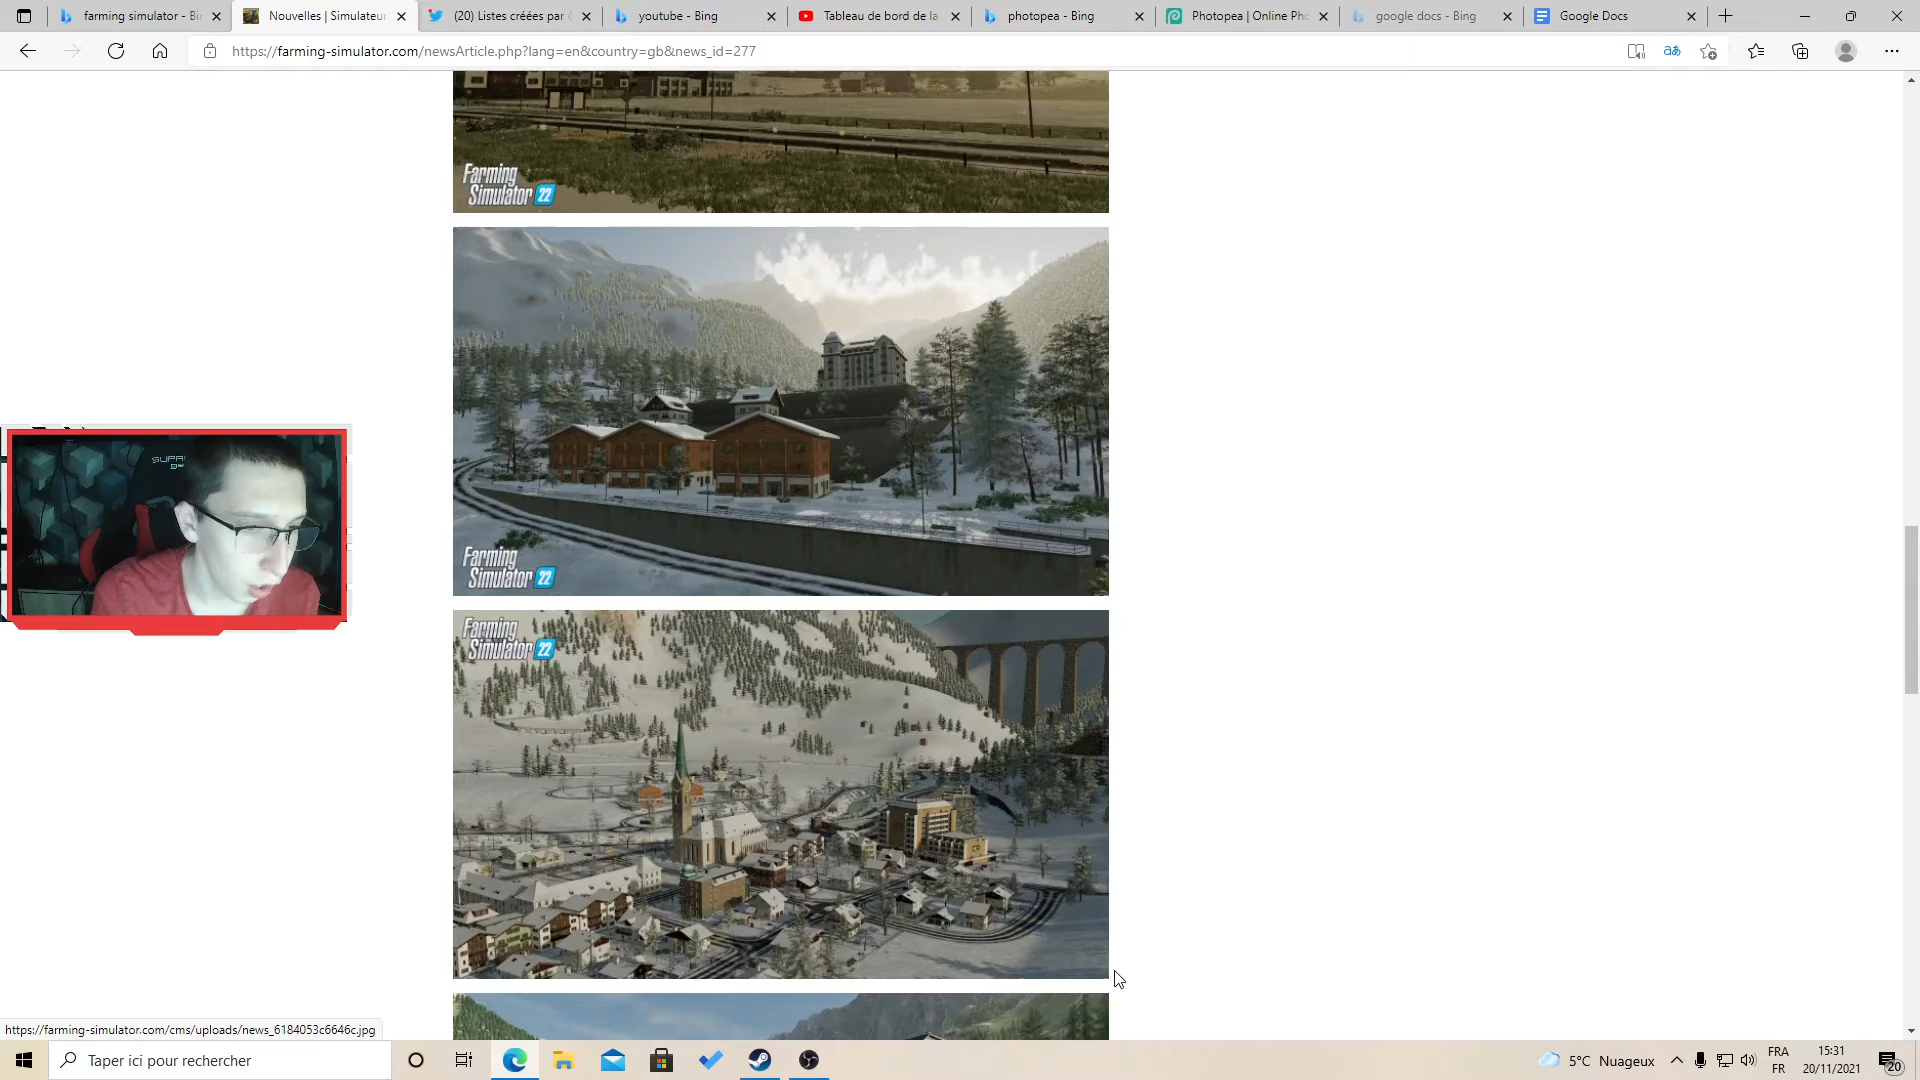 farming simulator - Bi
Nouvelles | Simulateur
(20) Listes créées par
youtube - Bing
Tableau de bord de la
photopea - Bing
Photopea | Online Pho
google docs - Bing
Google Docs
https://farming-simulator.com/newsArticle.php?lang=en&country=gb&news_id=277
Farming
Simulator 22
Farming
Simulator 22
SUPR
Farming
Simulator 22
https://farming-simulator.com/cms/uploads/news_6184053c6646c.jpg
Taper ici pour rechercher
5°C Nuageux
FRA
FR
15:31
20/11/2021
20